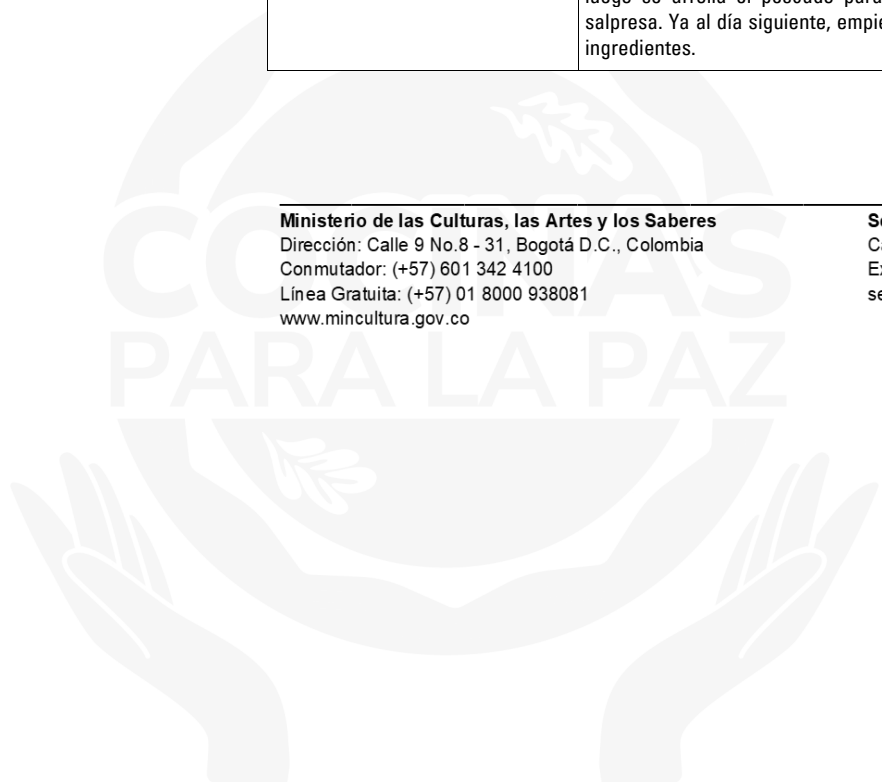 salpresa. Ya al día siguiente, empie
ingredientes.
COCINAS
PARA LA PAZ
Ministerio de las Culturas, las Artes y los Saberes
Dirección: Calle 9 No.8 - 31, Bogotá D.C., Colombia
Conmutador: (+57) 601 342 4100
Línea Gratuita: (+57) 01 8000 938081
www.mincultura.gov.co